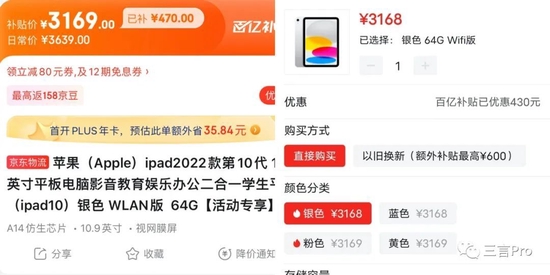 补贴价 ¥3169.00 已补 ¥470.00
日常价 ¥3639.00
百亿补
领立减80元券,及12期免息券 ›
最高返158京豆
首开PLUS年卡,预估此单额外省35.84元 ›
京东物流 苹果(Apple)ipad2022款第10代 1
英寸平板电脑影音教育娱乐办公二合一学生平
(ipad10)银色 WLAN版 64G【活动专享】
A14仿生芯片 · 10.9英寸 · 视网膜屏
分享 收藏 降价通知
¥3168
已选择: 银色 64G Wifi版
— 1 +
优惠 百亿补贴已优惠430元
购买方式
直接购买 以旧换新(额外补贴最高¥600)
颜色分类
银色 ¥3168 蓝色 ¥3168
粉色 ¥3169 黄色 ¥3169
三言Pro